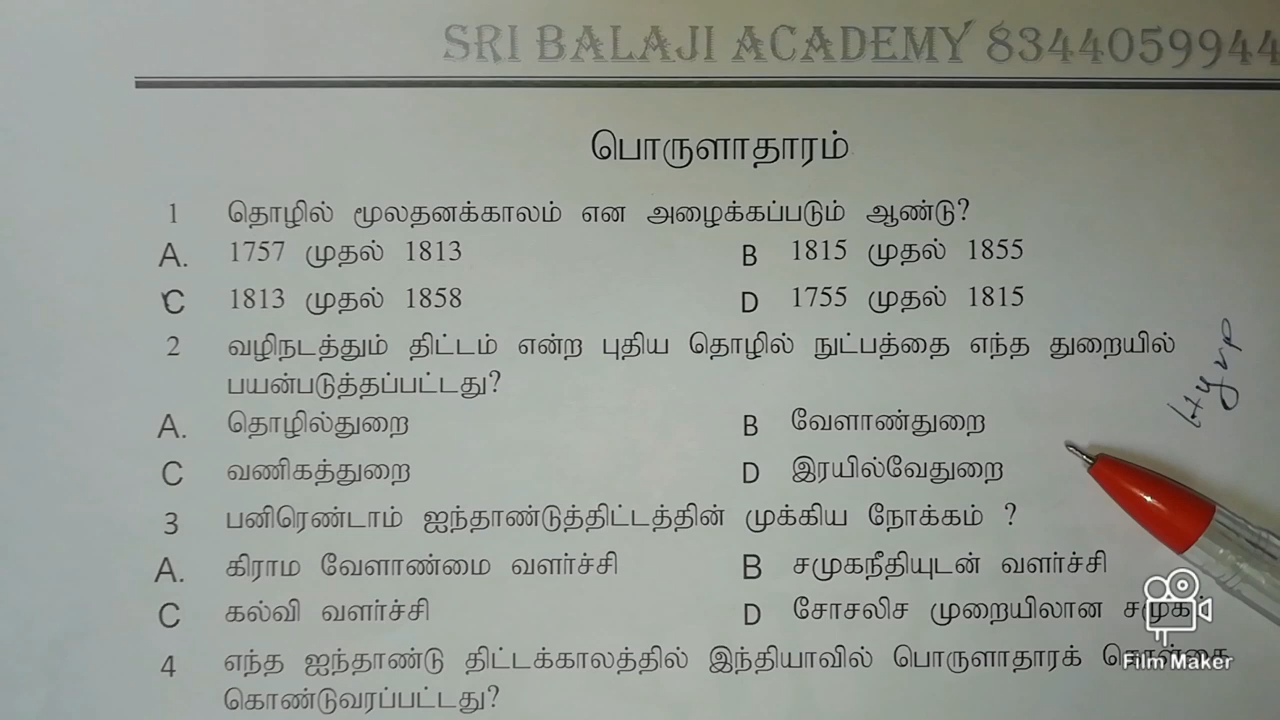 SRI BALAJI ACADEMY 8344059944
பொருளாதாரம்
1 தொழில் மூலதனக்காலம் என அழைக்கப்படும் ஆண்டு?
A. 1757 முதல் 1813 B 1815 முதல் 1855
C 1813 முதல் 1858 D 1755 முதல் 1815
2 வழிநடத்தும் திட்டம் என்ற புதிய தொழில் நுட்பத்தை எந்த துறையில்
பயன்படுத்தப்பட்டது?
A. தொழில்துறை B வேளாண்துறை
C வணிகத்துறை D இரயில்வேதுறை
3 பனிரெண்டாம் ஐந்தாண்டுத்திட்டத்தின் முக்கிய நோக்கம் ?
A. கிராம வேளாண்மை வளர்ச்சி B சமுகநீதியுடன் வளர்ச்சி
C கல்வி வளர்ச்சி D சோசலிச முறையிலான
4 எந்த ஐந்தாண்டு திட்டக்காலத்தில் இந்தியாவில் பொருளாதாரக்
கொண்டுவரப்பட்டது?
Film Maker